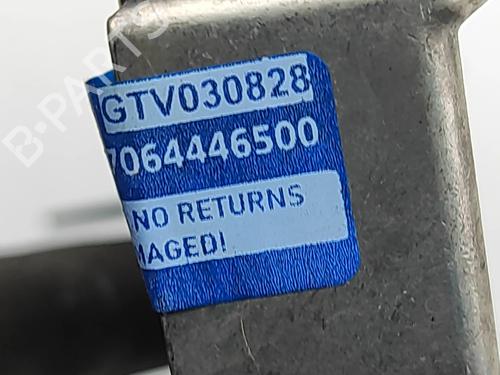 GTV030828
7064446500
NO RETURNS
MAGED!
B-PARTS